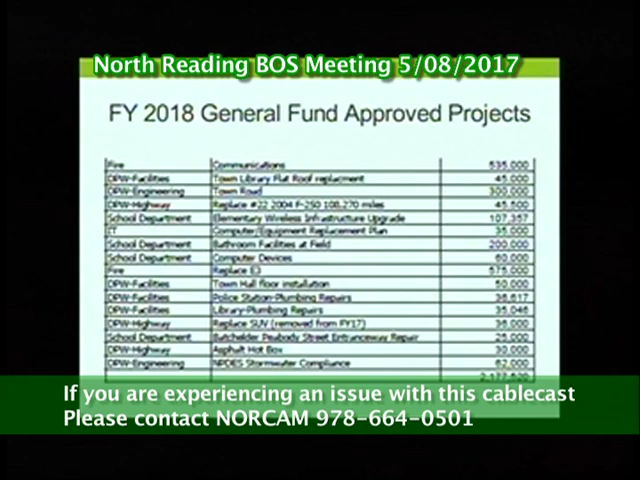 North Reading BOS Meeting 5/08/2017
FY 2018 General Fund Approved Projects
Fire Communications 535,000
DPW-Facilities Town Library Flat Roof replacment 45,000
DPW-Engineering Town Road 300,000
DPW-Highway Replace #22 2004 F-250 108,270 miles 45,500
School Department Elementary Wireless Infrastructure Upgrade 107,357
IT Computer/Equipment Replacement Plan 35,000
School Department Bathroom Facilities at Field 200,000
School Department Computer Devices 60,000
Fire Replace E3 575,000
DPW-Facilities Town Hall floor installation 50,000
DPW-Facilities Police Station-Plumbing Repairs 38,617
DPW-Facilities Library-Plumbing Repairs 35,046
DPW-Highway Replace SUV (removed from FY17) 36,000
School Department Batchelder Peabody Street Entranceway Repair 25,000
DPW-Highway Asphalt Hot Box 30,000
DPW-Engineering NPDES Stormwater Compliance 62,000
If you are experiencing an issue with this cablecast
Please contact NORCAM 978-664-0501